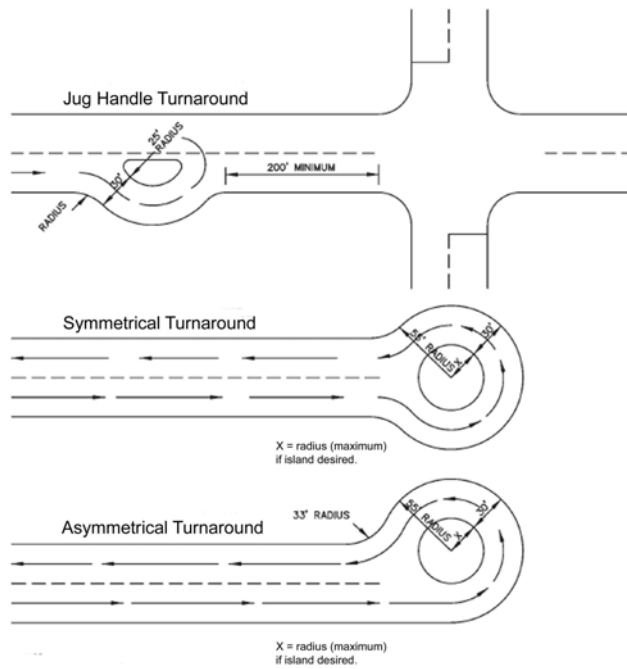 Jug Handle Turnaround
25' RADIUS
30'
RADIUS
200' MINIMUM
Symmetrical Turnaround
55' RADIUS
X
30'
X = radius (maximum)
if island desired.
33' RADIUS
Asymmetrical Turnaround
55' RADIUS
X
30'
X = radius (maximum)
if island desired.